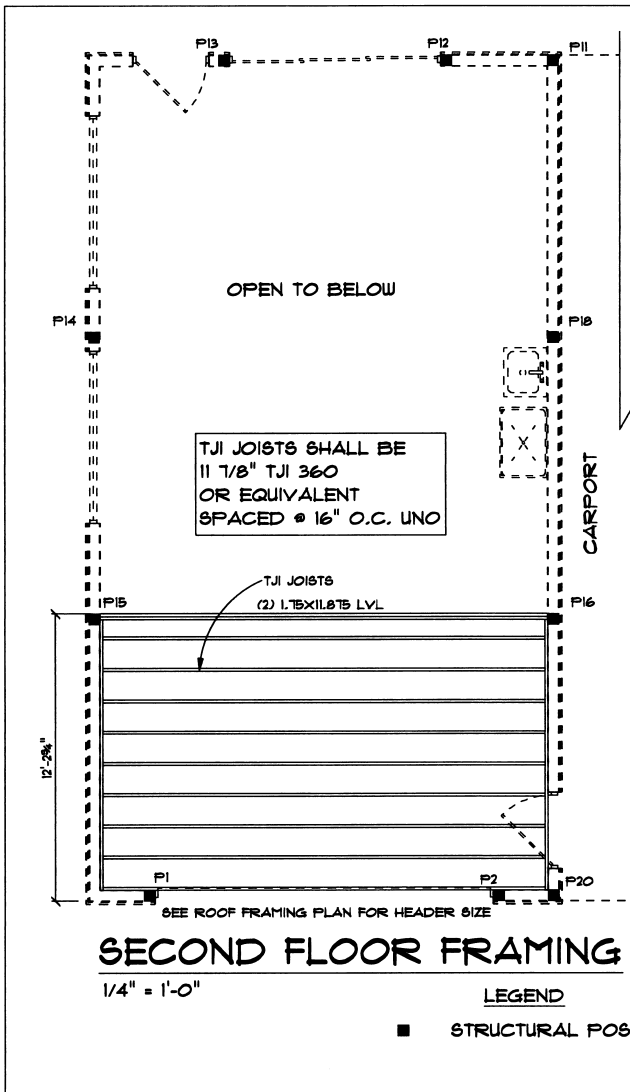 P13
P12
P11
OPEN TO BELOW
P14
P18
TJI JOISTS SHALL BE
11 7/8" TJI 360
OR EQUIVALENT
SPACED @ 16" O.C. UNO
CARPORT
TJI JOISTS
P15
(2) 1.75X11.875 LVL
P16
12'-2¾"
P1
P2
P20
SEE ROOF FRAMING PLAN FOR HEADER SIZE
SECOND FLOOR FRAMING
1/4" = 1'-0"
LEGEND
STRUCTURAL POS